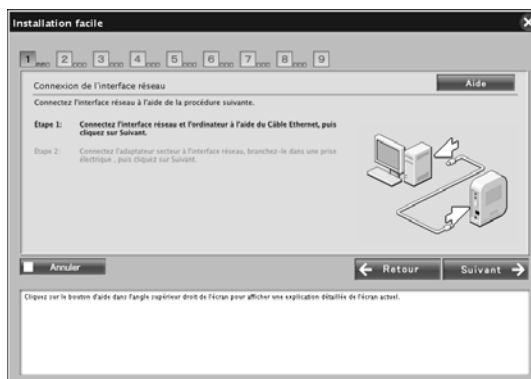 Installation facile
1 2 3 4 5 6 7 8 9
Connexion de l'interface réseau
Aide
Connectez l'interface réseau à l'aide de la procédure suivante.
Étape 1: Connectez l'interface réseau et l'ordinateur à l'aide du Câble Ethernet, puis
cliquez sur Suivant.
Étape 2: Connectez l'adaptateur secteur à l'interface réseau, branchez-le dans une prise
électrique , puis cliquez sur Suivant.
Annuler
Retour
Suivant
Cliquez sur le bouton d'aide dans l'angle supérieur droit de l'écran pour afficher une explication détaillée de l'écran actuel.